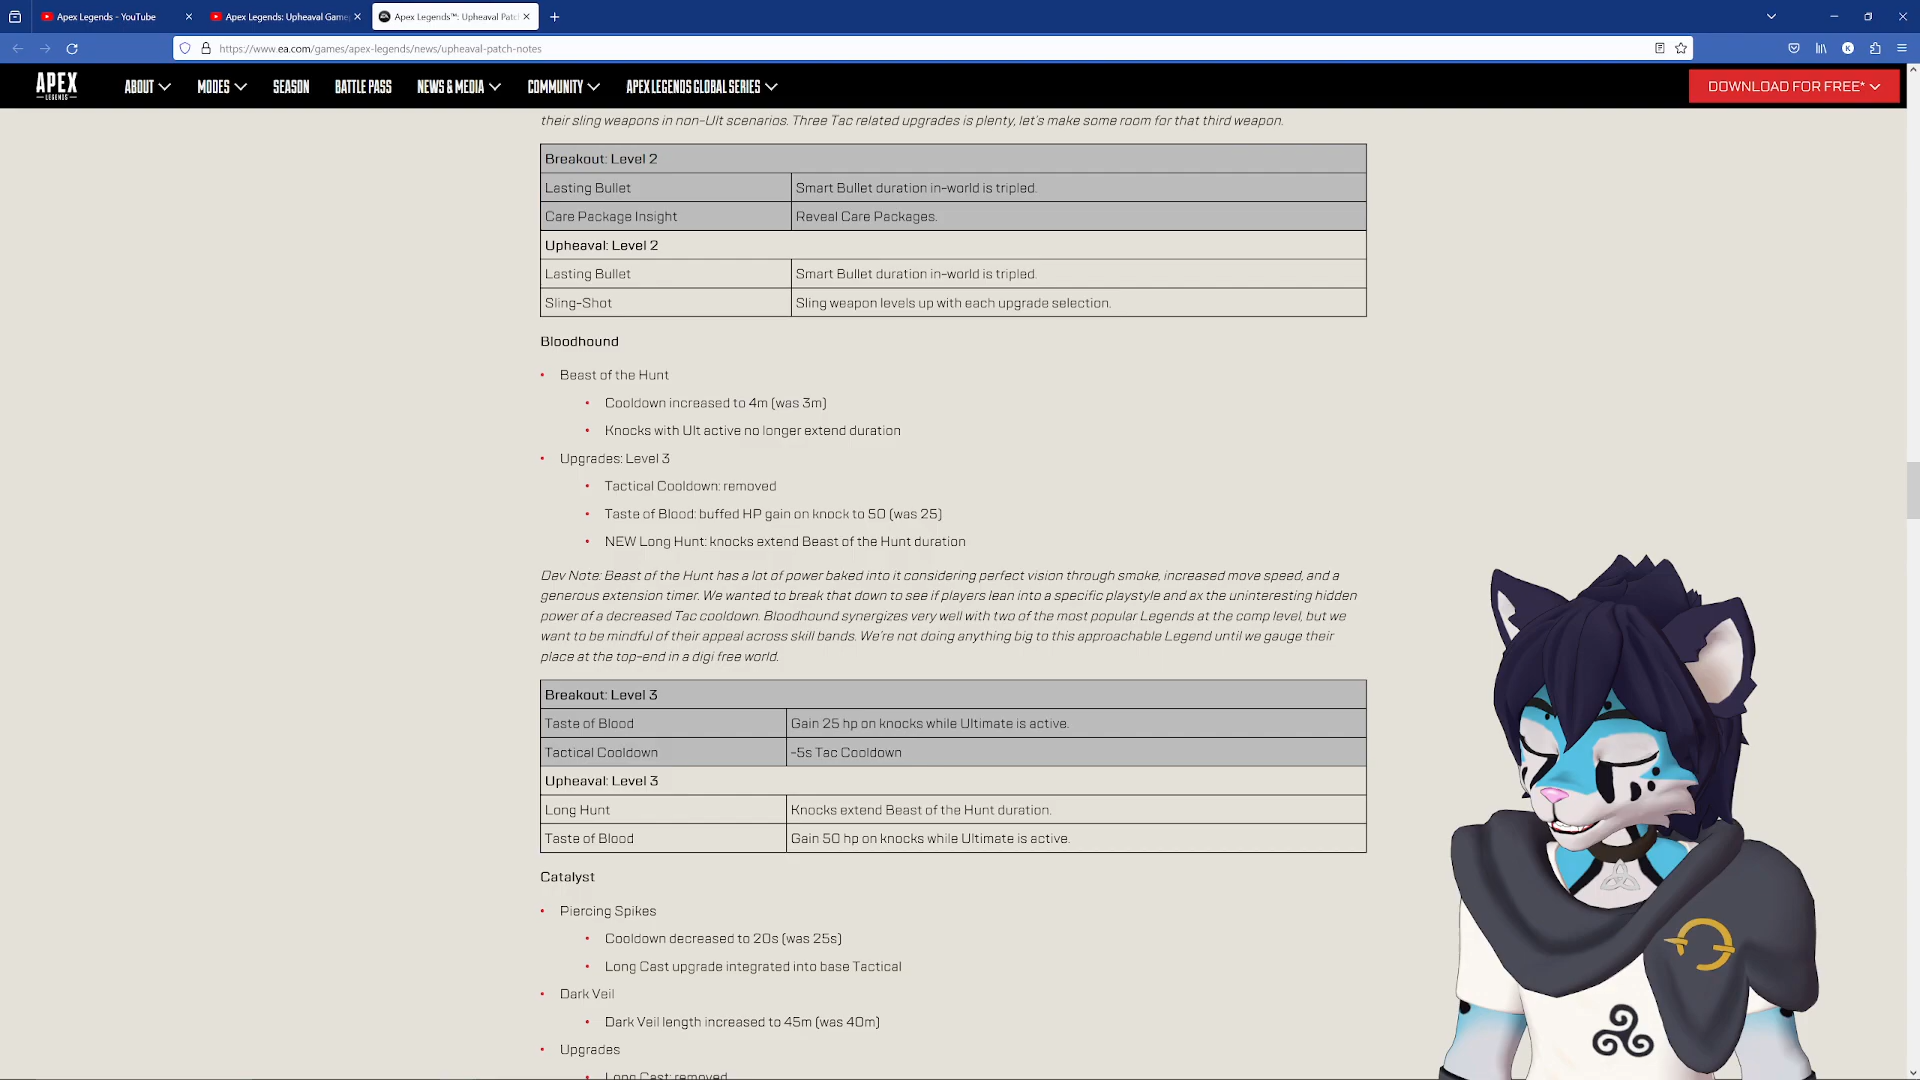 Apex Legends - YouTube
Apex Legends: Upheaval Game
Apex Legends™: Upheaval Patc
https://www.ea.com/games/apex-legends/news/upheaval-patch-notes
APEX
LEGENDS
ABOUT
MODES
SEASON
BATTLE PASS
NEWS & MEDIA
COMMUNITY
APEX LEGENDS GLOBAL SERIES
DOWNLOAD FOR FREE*
their sling weapons in non-Ult scenarios. Three Tac related upgrades is plenty, let's make some room for that third weapon.
Breakout: Level 2
Lasting Bullet Smart Bullet duration in-world is tripled.
Care Package Insight Reveal Care Packages.
Upheaval: Level 2
Lasting Bullet Smart Bullet duration in-world is tripled.
Sling-Shot Sling weapon levels up with each upgrade selection.
Bloodhound
• Beast of the Hunt
• Cooldown increased to 4m (was 3m)
• Knocks with Ult active no longer extend duration
• Upgrades: Level 3
• Tactical Cooldown: removed
• Taste of Blood: buffed HP gain on knock to 50 (was 25)
• NEW Long Hunt: knocks extend Beast of the Hunt duration
Dev Note: Beast of the Hunt has a lot of power baked into it considering perfect vision through smoke, increased move speed, and a
generous extension timer. We wanted to break that down to see if players lean into a specific playstyle and ax the uninteresting hidden
power of a decreased Tac cooldown. Bloodhound synergizes very well with two of the most popular Legends at the comp level, but we
want to be mindful of their appeal across skill bands. We're not doing anything big to this approachable Legend until we gauge their
place at the top-end in a digi free world.
Breakout: Level 3
Taste of Blood Gain 25 hp on knocks while Ultimate is active.
Tactical Cooldown -5s Tac Cooldown
Upheaval: Level 3
Long Hunt Knocks extend Beast of the Hunt duration.
Taste of Blood Gain 50 hp on knocks while Ultimate is active.
Catalyst
• Piercing Spikes
• Cooldown decreased to 20s (was 25s)
• Long Cast upgrade integrated into base Tactical
• Dark Veil
• Dark Veil length increased to 45m (was 40m)
• Upgrades
• Long Cast: removed